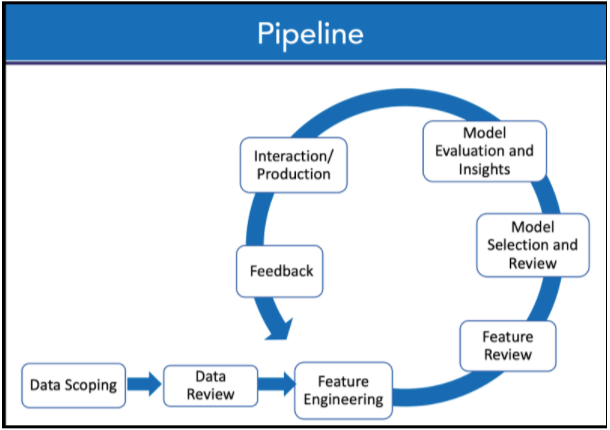 Pipeline
Data Scoping
Data
Review
Feature
Engineering
Feature
Review
Model
Selection and
Review
Model
Evaluation and
Insights
Interaction/
Production
Feedback